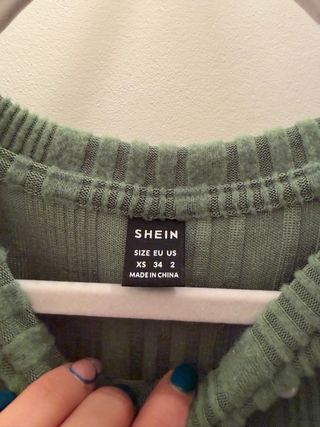 SHEIN
SIZE EU US
XS 34 2
MADE IN CHINA